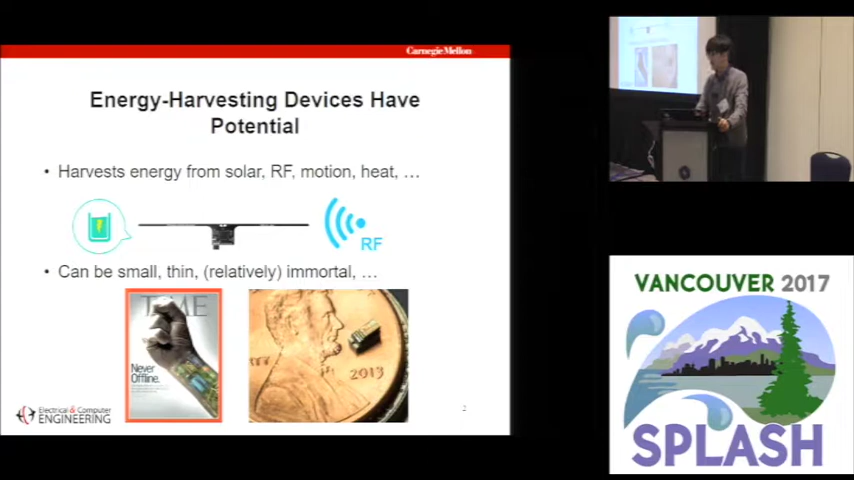 Carnegie Mellon
Energy-Harvesting Devices Have
Potential
• Harvests energy from solar, RF, motion, heat, …
RF
• Can be small, thin, (relatively) immortal, …
TIME
Never
Offline.
2013
Electrical & Computer
ENGINEERING
2
VANCOUVER 2017
SPLASH